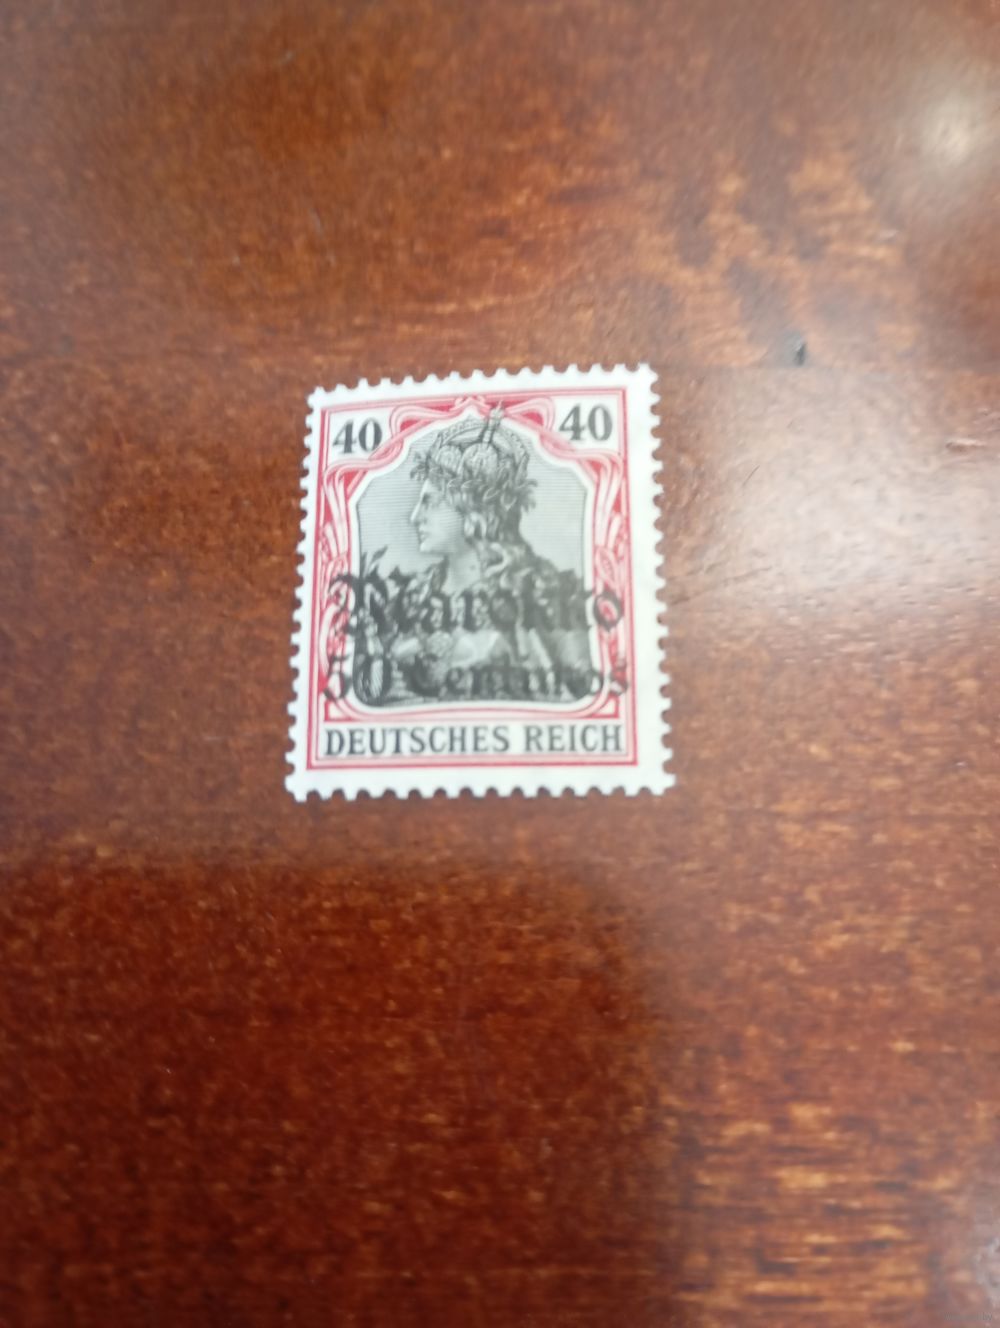 40 40
Marokko
50 Centimos
DEUTSCHES REICH